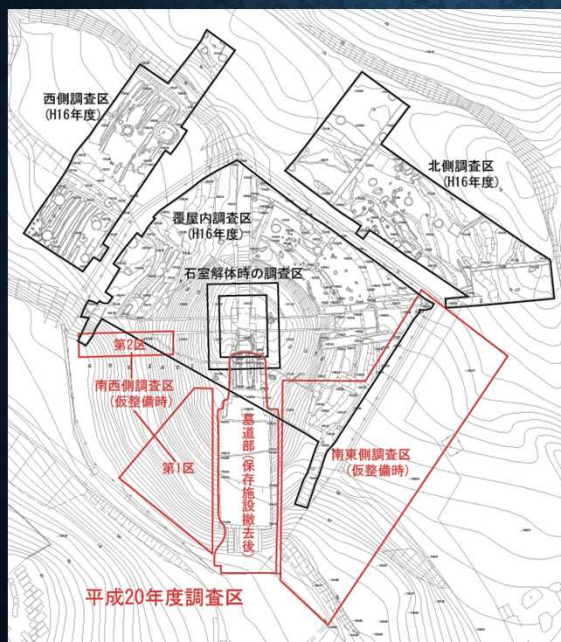 西側調査区
(H16年度)
北側調査区
(H16年度)
覆屋内調査区
(H16年度)
石室解体時の調査区
第2区
南西側調査区
(仮整備時)
第1区
墓道部(保存施設撤去後)
南東側調査区
(仮整備時)
平成20年度調査区